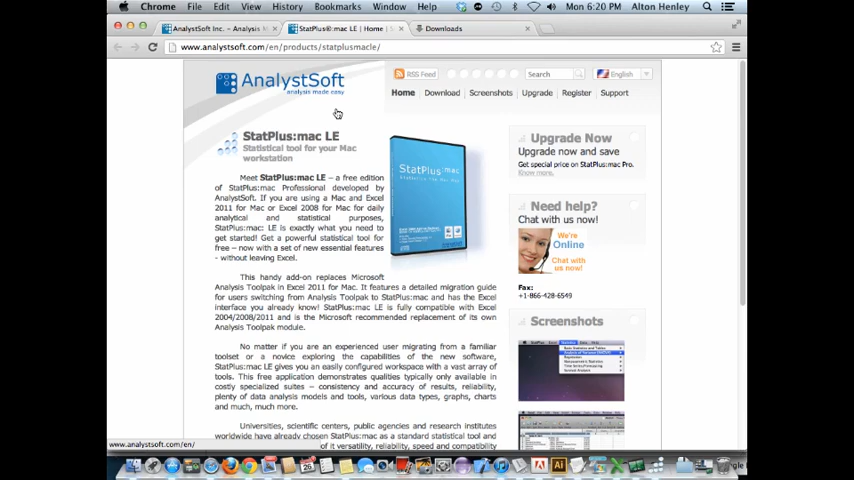 Chrome File Edit View History Bookmarks Window Help Mon 6:20 PM Alton Henley
AnalystSoft Inc. - Analysis M
StatPlus®:mac LE | Home |
Downloads
www.analystsoft.com/en/products/statplusmacle/
AnalystSoft
analysis made easy
RSS Feed
Search
English
Home Download Screenshots Upgrade Register Support
StatPlus:mac LE
Statistical tool for your Mac
workstation
Meet StatPlus:mac LE – a free edition
of StatPlus:mac Professional developed by
AnalystSoft. If you are using a Mac and Excel
2011 for Mac or Excel 2008 for Mac for daily
analytical and statistical purposes,
StatPlus:mac LE is exactly what you need to
get started! Get a powerful statistical tool for
free – now with a set of new essential features
- without leaving Excel.
StatPlus:mac
This handy add-on replaces Microsoft
Analysis Toolpak in Excel 2011 for Mac. It features a detailed migration guide
for users switching from Analysis Toolpak to StatPlus:mac and has the Excel
interface you already know! StatPlus:mac LE is fully compatible with Excel
2004/2008/2011 and is the Microsoft recommended replacement of its own
Analysis Toolpak module.
No matter if you are an experienced user migrating from a familiar
toolset or a novice exploring the capabilities of the new software,
StatPlus:mac LE gives you an easily configured workspace with a vast array of
tools. This free application demonstrates qualities typically only available in
costly specialized suites – consistency and accuracy of results, reliability,
plenty of data analysis models and tools, various data types, graphs, charts
and much, much more.
Universities, scientific centers, public agencies and research institutes
worldwide have already chosen StatPlus:mac as a standard statistical tool and
of it versatility, reliability, speed and compatibility
Upgrade Now
Upgrade now and save
Get special price on StatPlus:mac Pro.
Know more.
Need help?
Chat with us now!
We're
Online
Chat with
us now!
Fax:
+1-866-428-6549
Screenshots
www.analystsoft.com/en/